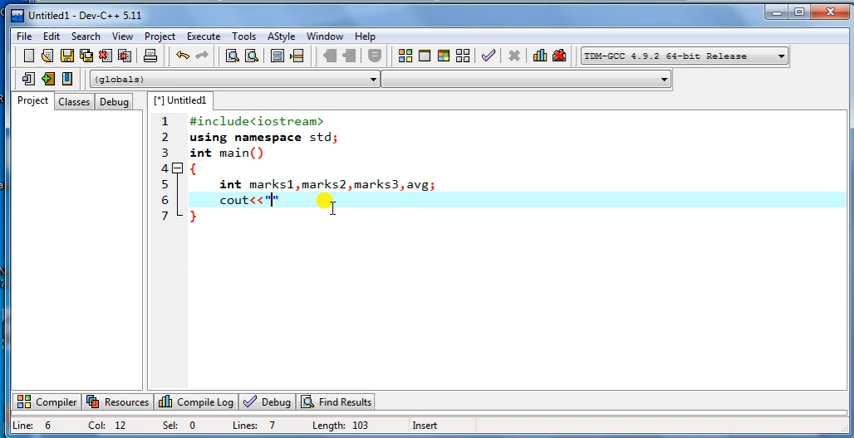 Untitled1 - Dev-C++ 5.11
File Edit Search View Project Execute Tools AStyle Window Help
TDM-GCC 4.9.2 64-bit Release
(globals)
Project Classes Debug [*] Untitled1
1 #include<iostream>
2 using namespace std;
3 int main()
4 {
5 int marks1,marks2,marks3,avg;
6 cout<<""
7 }
Compiler Resources Compile Log Debug Find Results
Line: 6 Col: 12 Sel: 0 Lines: 7 Length: 103 Insert